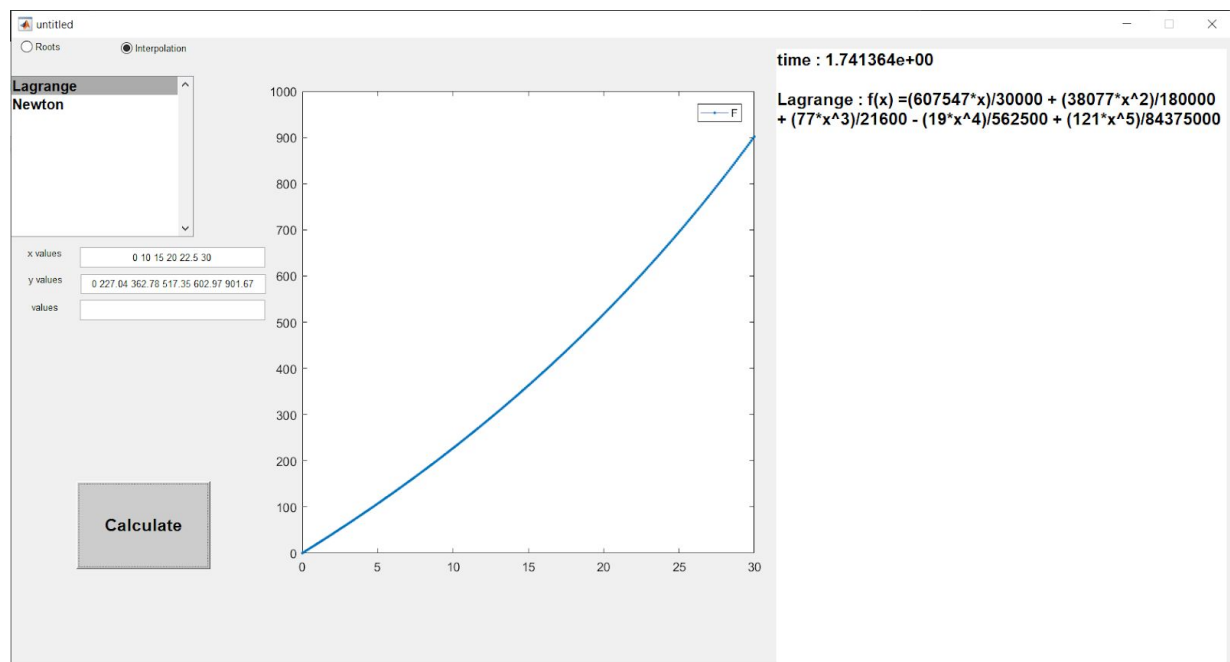 untitled
Roots
Interpolation
Lagrange
Newton
x values
0 10 15 20 22.5 30
y values
0 227.04 362.78 517.35 602.97 901.67
values
Calculate
1000
900
800
700
600
500
400
300
200
100
0
0 5 10 15 20 25 30
F
time : 1.741364e+00
Lagrange : f(x) =(607547*x)/30000 + (38077*x^2)/180000
+ (77*x^3)/21600 - (19*x^4)/562500 + (121*x^5)/84375000